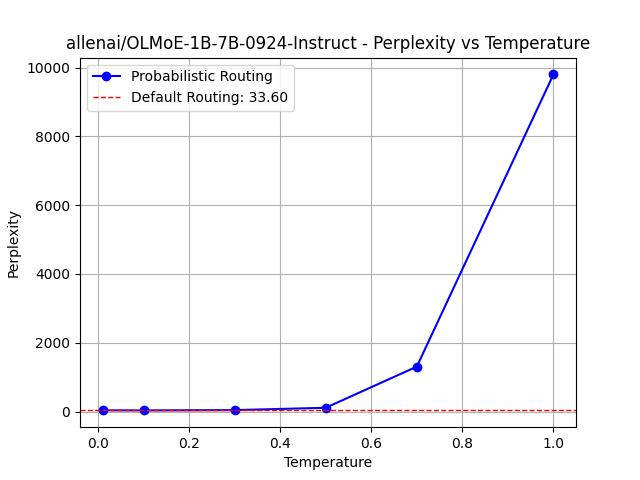 allenai/OLMoE-1B-7B-0924-Instruct - Perplexity vs Temperature
Probabilistic Routing
Default Routing: 33.60
10000
8000
6000
4000
2000
0
Perplexity
0.0 0.2 0.4 0.6 0.8 1.0
Temperature